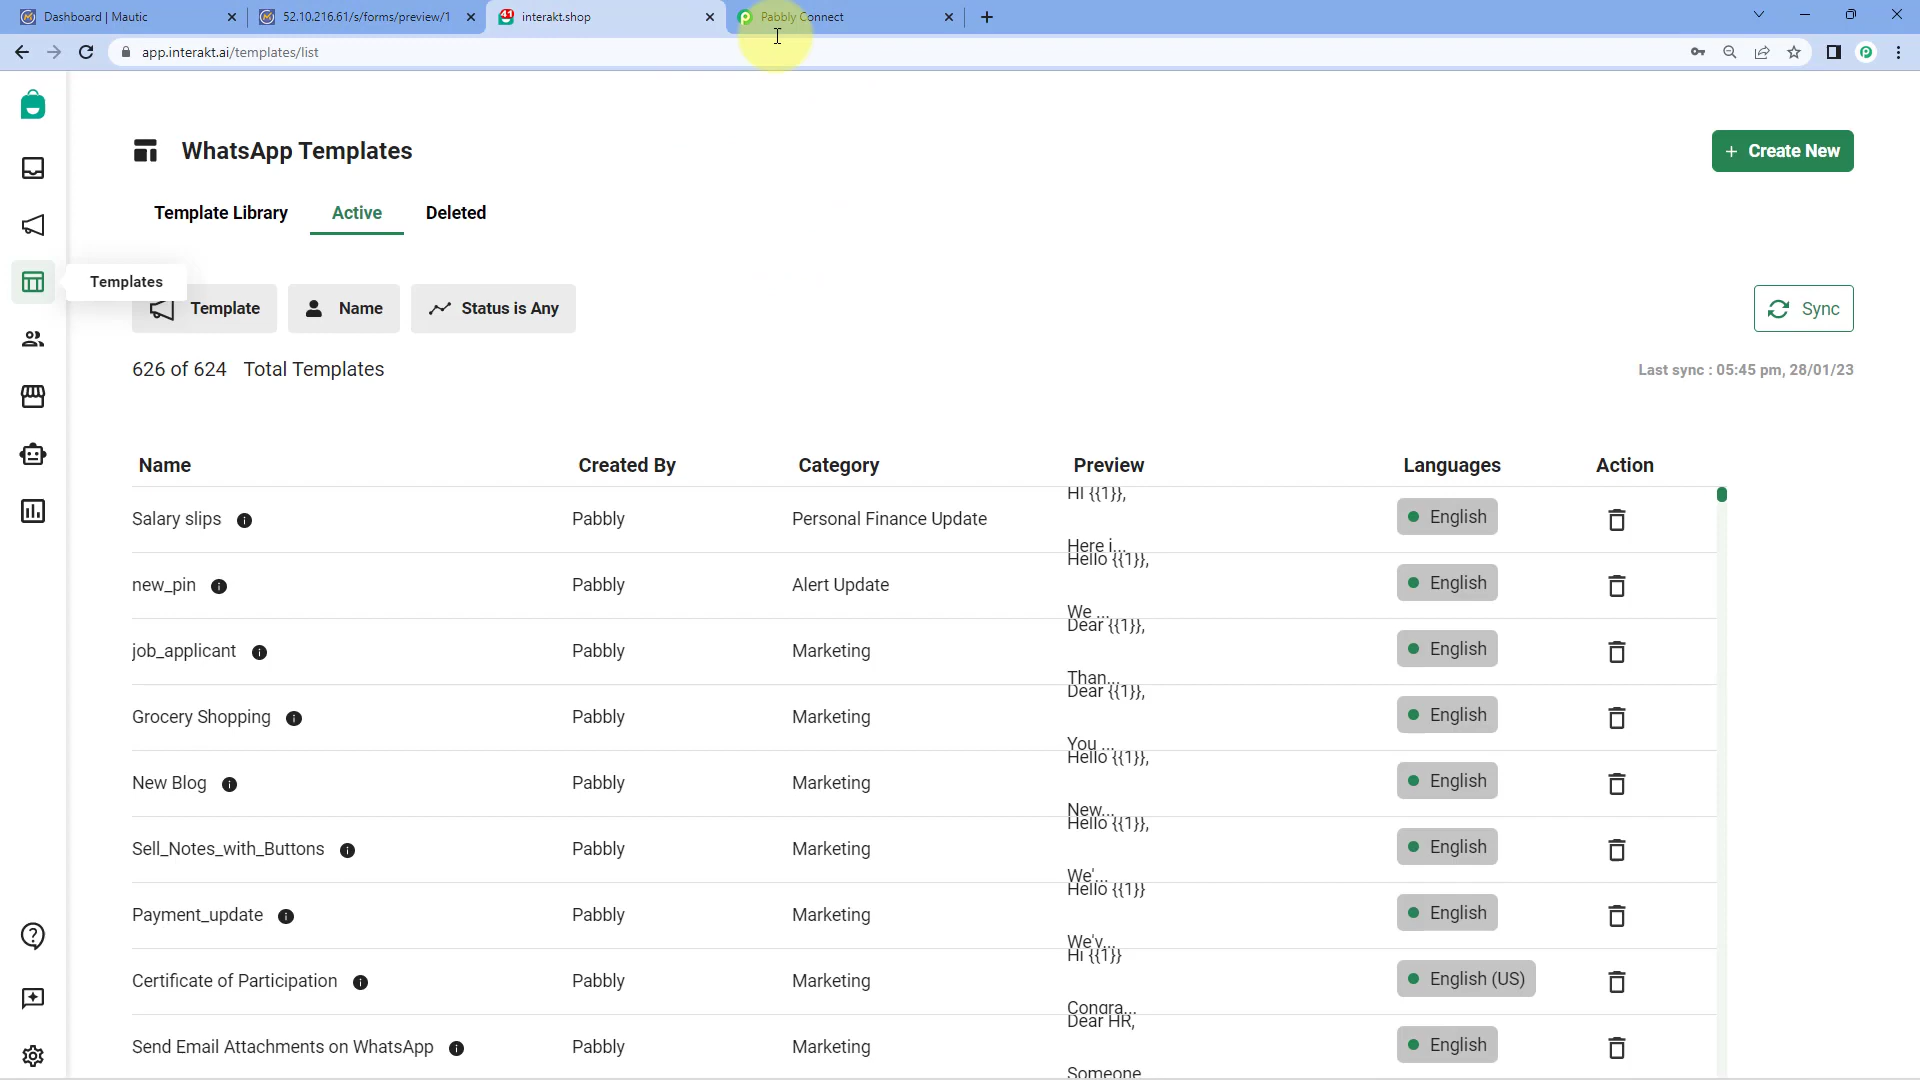 Dashboard | Mautic
52.10.216.61/s/forms/preview/1
41
interakt.shop
Pabbly Connect
app.interakt.ai/templates/list
WhatsApp Templates
+ Create New
Template Library
Active
Deleted
Templates
Template
Name
Status is Any
Sync
626 of 624 Total Templates
Last sync : 05:45 pm, 28/01/23
Name
Created By
Category
Preview
Languages
Action
Salary slips
Pabbly
Personal Finance Update
Hi {{1}},
Here i...
English
new_pin
Pabbly
Alert Update
Hello {{1}},
We ...
English
job_applicant
Pabbly
Marketing
Dear {{1}},
Than...
English
Grocery Shopping
Pabbly
Marketing
Dear {{1}},
You ...
English
New Blog
Pabbly
Marketing
Hello {{1}},
New...
English
Sell_Notes_with_Buttons
Pabbly
Marketing
Hello {{1}},
We'...
English
Payment_update
Pabbly
Marketing
Hello {{1}}
We'v...
English
Certificate of Participation
Pabbly
Marketing
Hi {{1}}
Congra...
English (US)
Send Email Attachments on WhatsApp
Pabbly
Marketing
Dear HR,
Someone
English